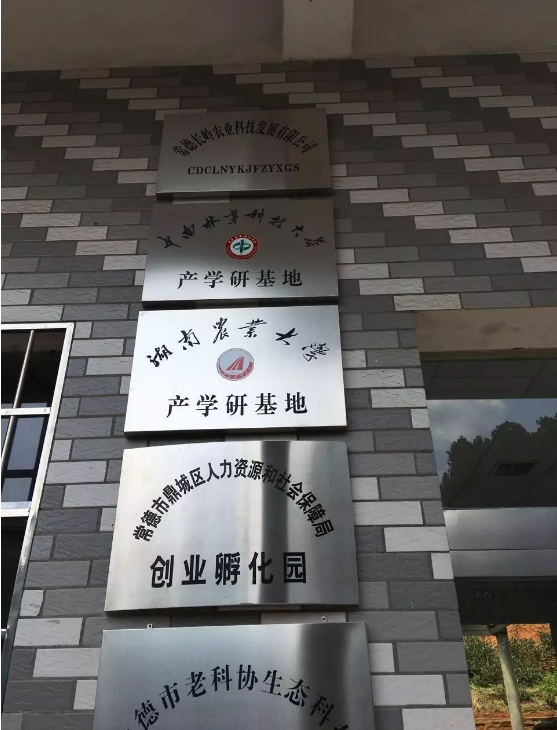 常德长岭农业科技发展有限公司
CDCLNYKJFZYXGS
中南林业科技大学
产学研基地
湖南农业大学
产学研基地
常德市鼎城区人力资源和社会保障局
创业孵化园
德市老科协生态科